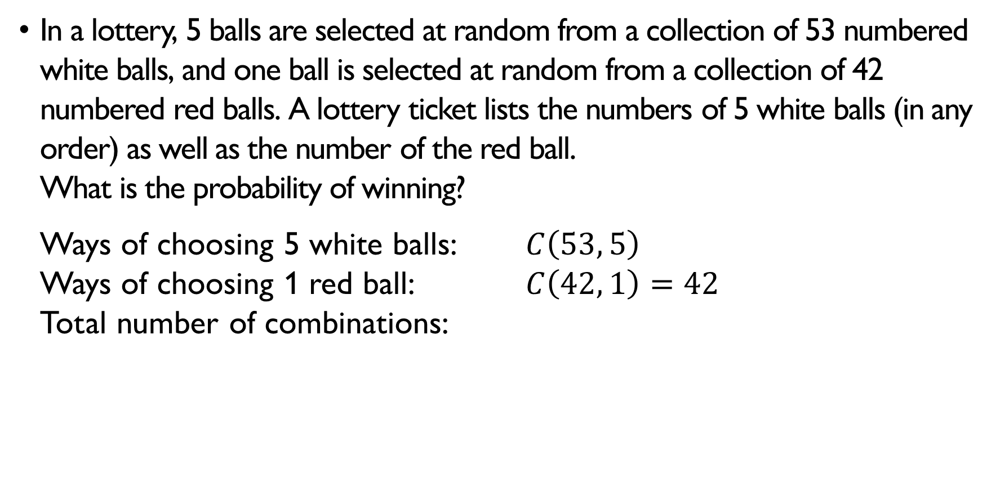 • In a lottery, 5 balls are selected at random from a collection of 53 numbered
white balls, and one ball is selected at random from a collection of 42
numbered red balls. A lottery ticket lists the numbers of 5 white balls (in any
order) as well as the number of the red ball.
What is the probability of winning?
Ways of choosing 5 white balls: C(53, 5)
Ways of choosing 1 red ball: C(42, 1) = 42
Total number of combinations: